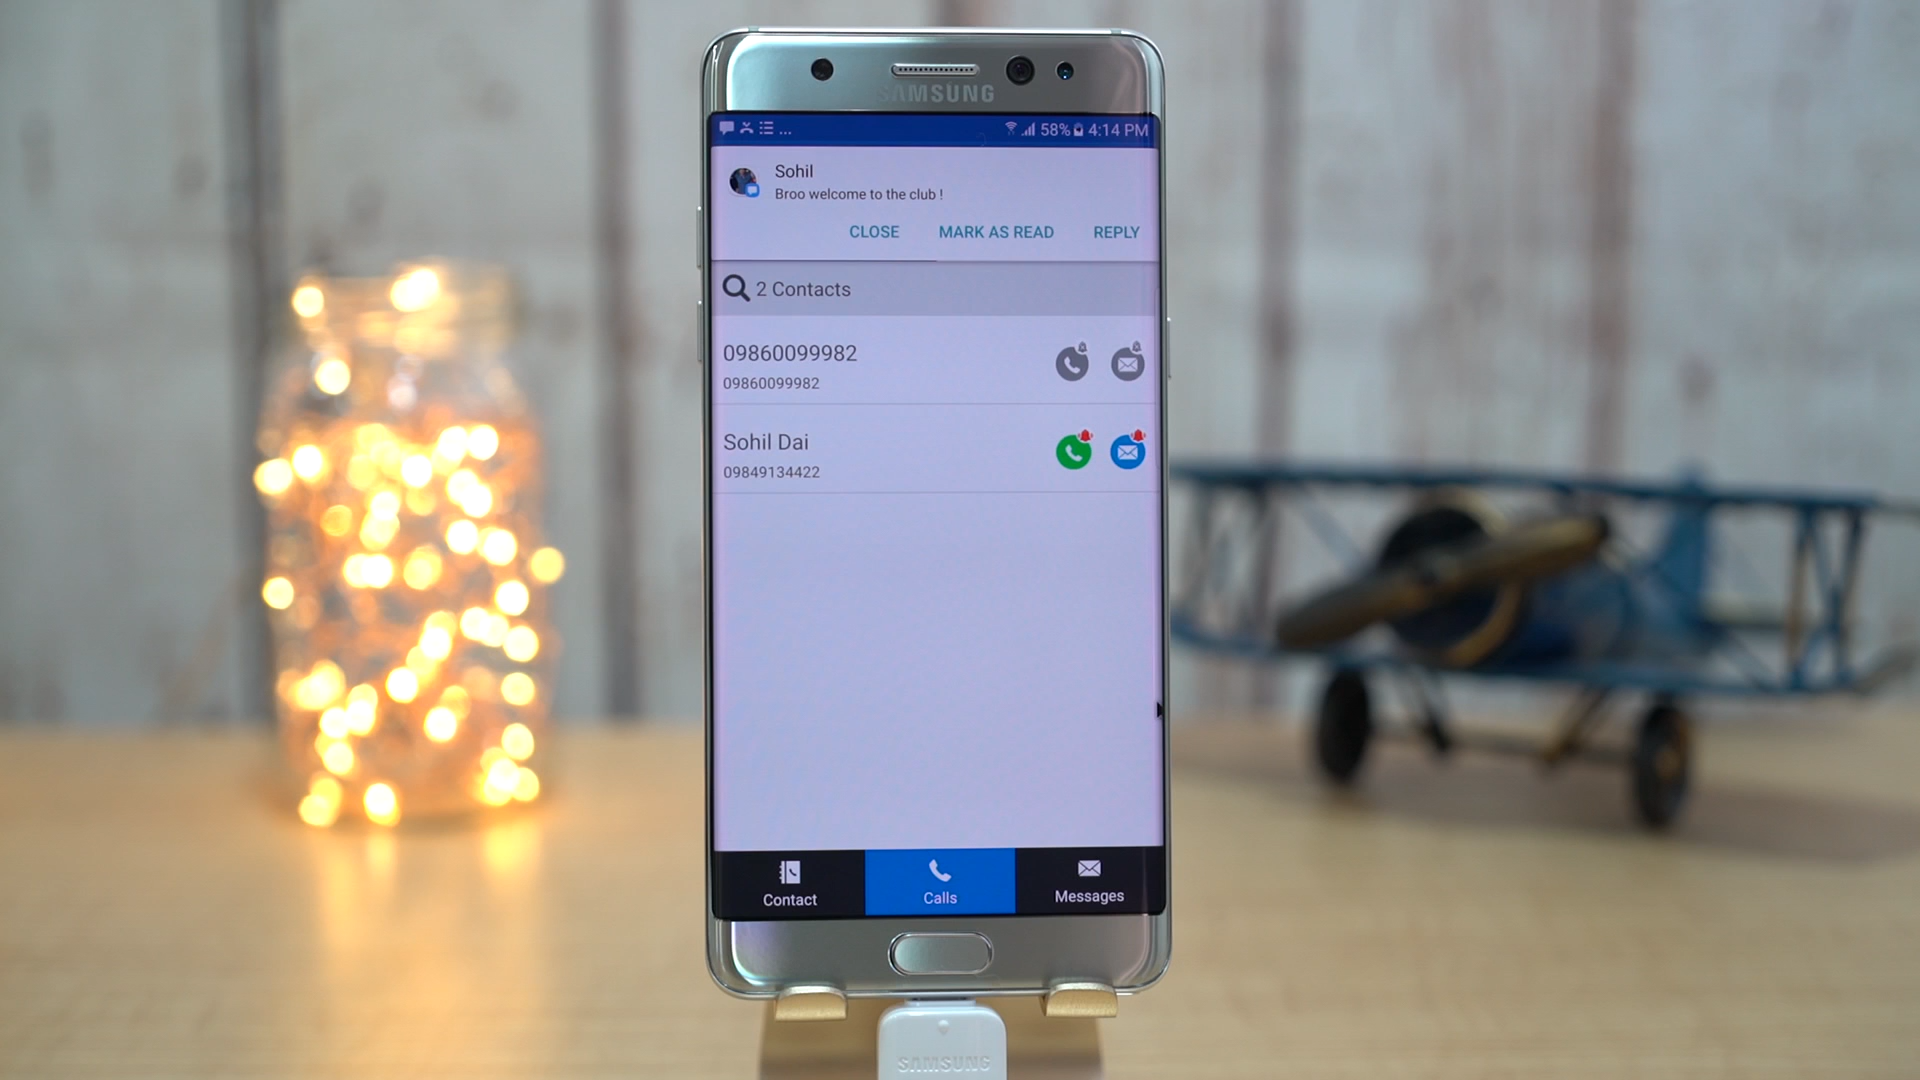 SAMSUNG
... 58% 4:14 PM
Sohil
Broo welcome to the club !
CLOSE MARK AS READ REPLY
2 Contacts
09860099982
09860099982
Sohil Dai
09849134422
Contact Calls Messages
SAMSUNG